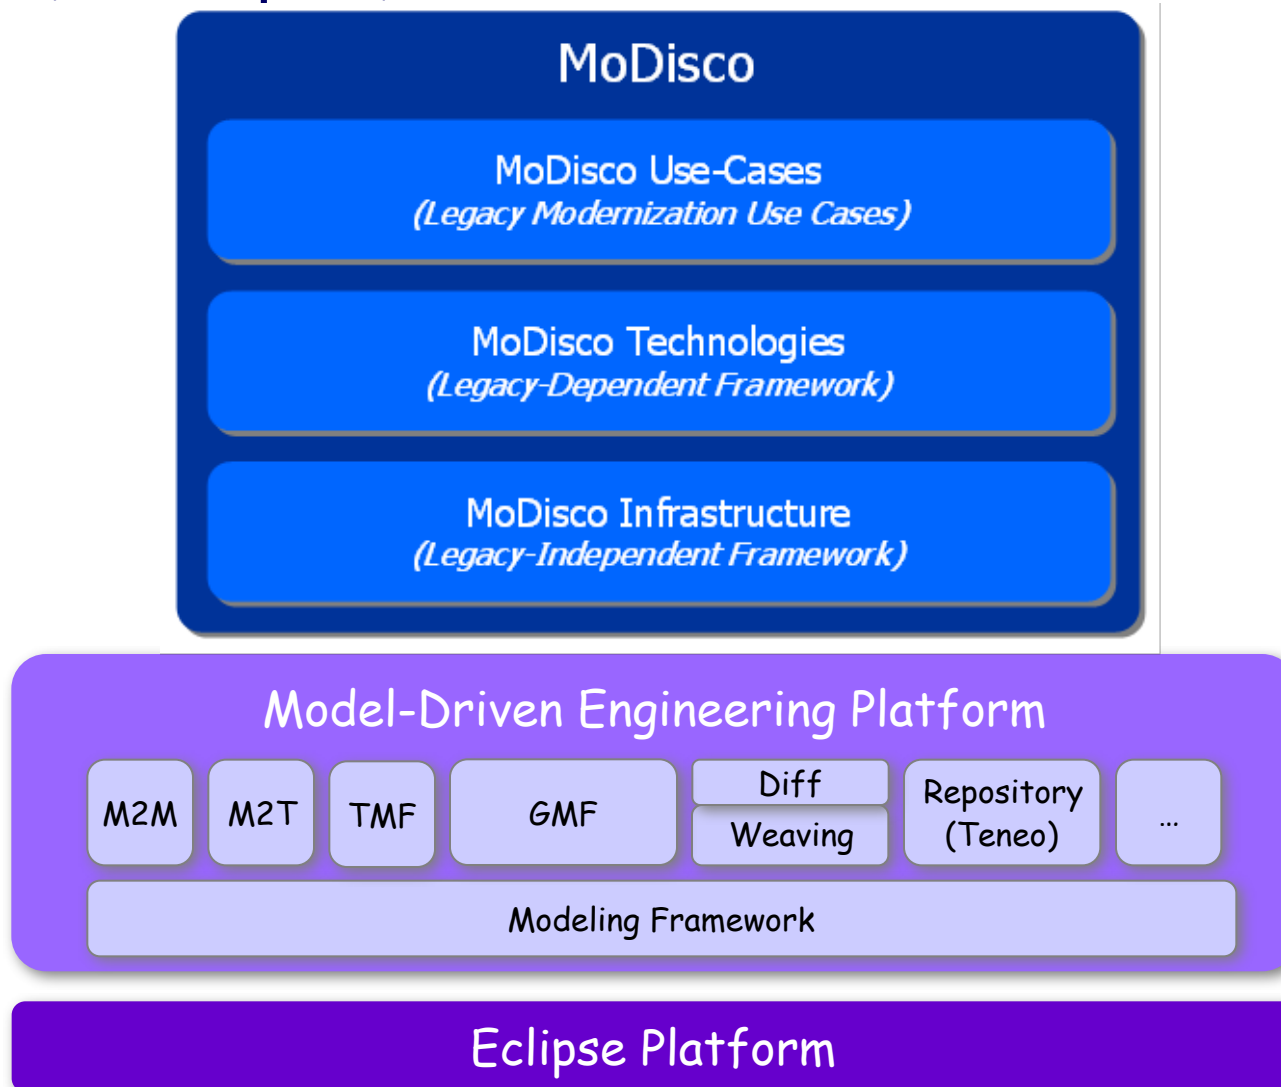 MoDisco
MoDisco Use-Cases
(Legacy Modernization Use Cases)
MoDisco Technologies
(Legacy-Dependent Framework)
MoDisco Infrastructure
(Legacy-Independent Framework)
Model-Driven Engineering Platform
M2M
M2T
TMF
GMF
Diff
Weaving
Repository
(Teneo)
...
Modeling Framework
Eclipse Platform